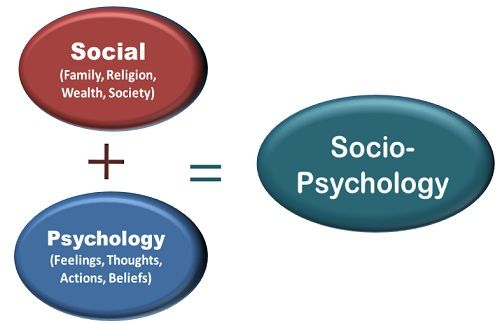 Social
(Family, Religion,
Wealth, Society)
+
=
Socio-
Psychology
Psychology
(Feelings, Thoughts,
Actions, Beliefs)